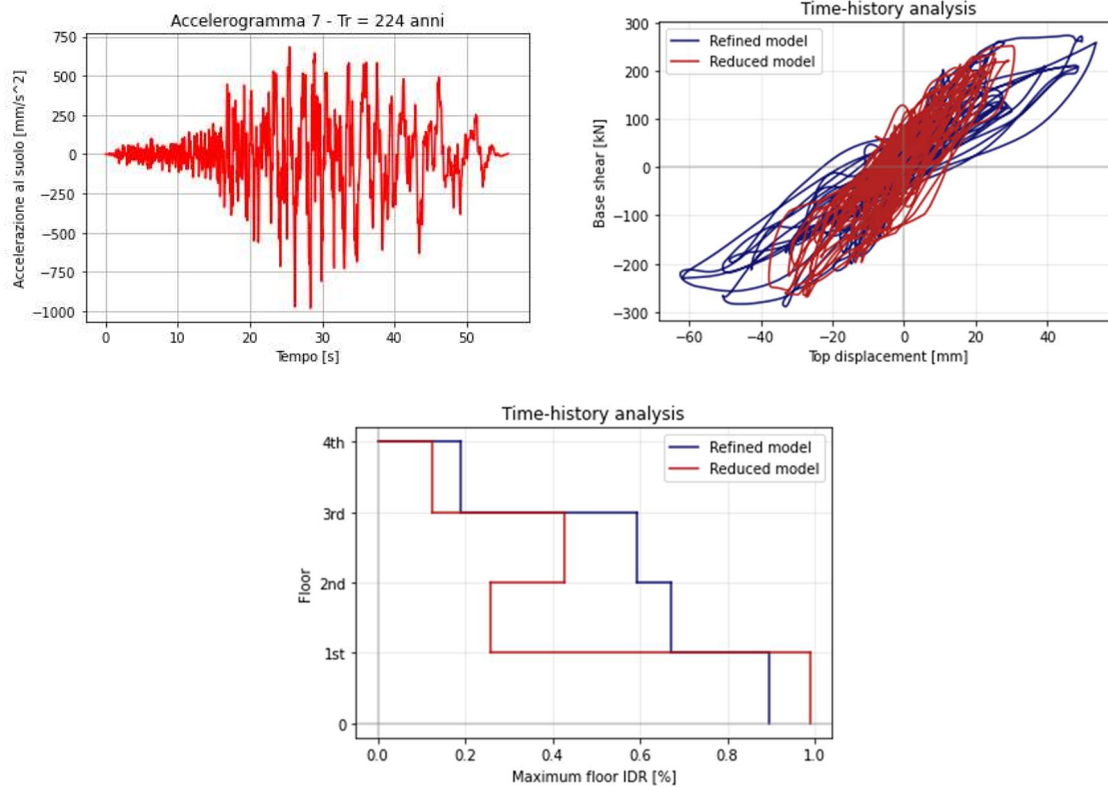 Accelerogramma 7 - Tr = 224 anni
Accelerazione al suolo [mm/s^2]
750
500
250
0
−250
−500
−750
−1000
0
10
20
30
40
50
Tempo [s]
Time-history analysis
Refined model
Reduced model
Base shear [kN]
300
200
100
0
−100
−200
−300
−60
−40
−20
0
20
40
Top displacement [mm]
Time-history analysis
Refined model
Reduced model
Floor
4th
3rd
2nd
1st
0
0.0
0.2
0.4
0.6
0.8
1.0
Maximum floor IDR [%]